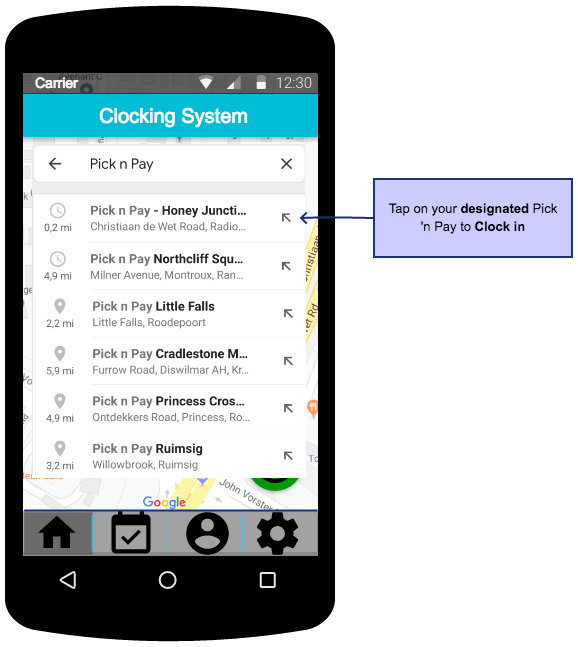 Carrier 12:30
Clocking System
Pick n Pay
Pick n Pay - Honey Juncti...
0,2 mi Christiaan de Wet Road, Radio...
Pick n Pay Northcliff Squ...
4,9 mi Milner Avenue, Montroux, Ran...
Pick n Pay Little Falls
2,2 mi Little Falls, Roodepoort
Pick n Pay Cradlestone M...
5,9 mi Furrow Road, Diswilmar AH, Kr...
Pick n Pay Princess Cros...
4,9 mi Ontdekkers Road, Princess, Ro...
Pick n Pay Ruimsig
3,2 mi Willowbrook, Ruimsig
Google
John Vorster
Tap on your designated Pick
'n Pay to Clock in